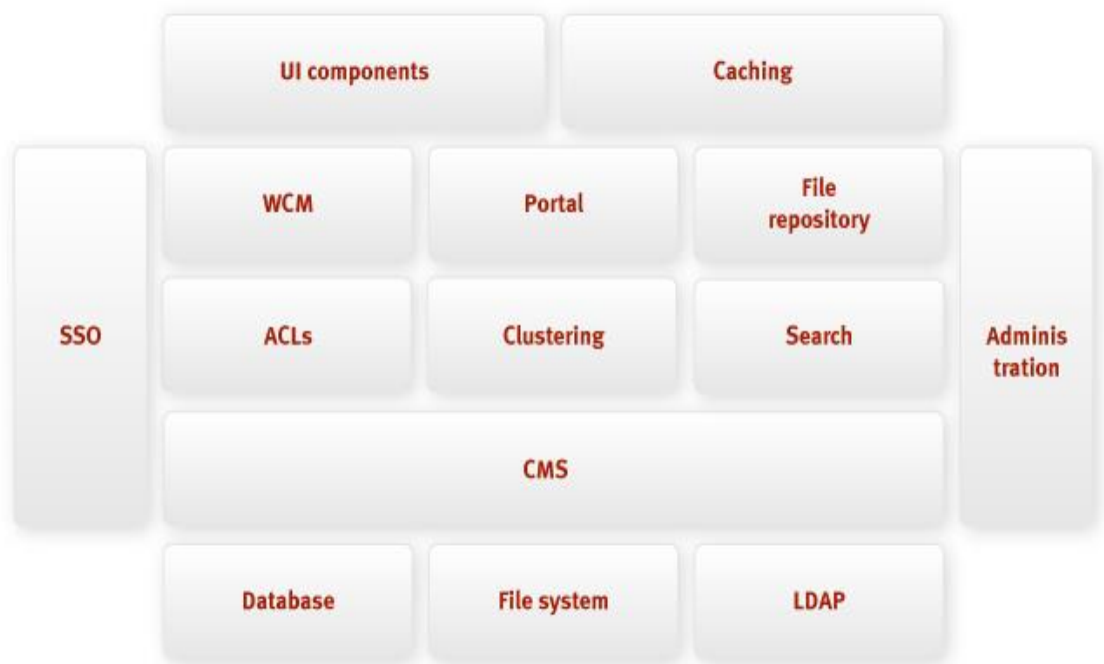 UI components
Caching
WCM
Portal
File
repository
SSO
ACLs
Clustering
Search
Adminis
tration
CMS
Database
File system
LDAP